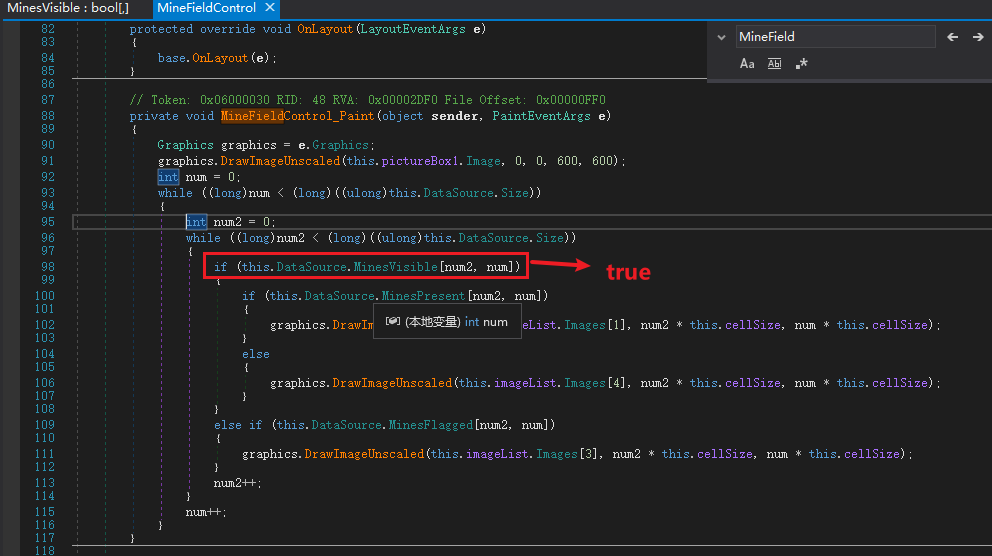 MinesVisible : bool[,] MineFieldControl ✕
MineField
Aa Ab .*
82 protected override void OnLayout(LayoutEventArgs e)
83 {
84 base.OnLayout(e);
85 }
86
87 // Token: 0x06000030 RID: 48 RVA: 0x00002DF0 File Offset: 0x00000FF0
88 private void MineFieldControl_Paint(object sender, PaintEventArgs e)
89 {
90 Graphics graphics = e.Graphics;
91 graphics.DrawImageUnscaled(this.pictureBox1.Image, 0, 0, 600, 600);
92 int num = 0;
93 while ((long)num < (long)((ulong)this.DataSource.Size))
94 {
95 int num2 = 0;
96 while ((long)num2 < (long)((ulong)this.DataSource.Size))
97 {
98 if (this.DataSource.MinesVisible[num2, num])
true
99 {
100 if (this.DataSource.MinesPresent[num2, num])
101 {
(本地变量) int num
102 graphics.DrawI eList.Images[1], num2 * this.cellSize, num * this.cellSize);
103 }
104 else
105 {
106 graphics.DrawImageUnscaled(this.imageList.Images[4], num2 * this.cellSize, num * this.cellSize);
107 }
108 }
109 else if (this.DataSource.MinesFlagged[num2, num])
110 {
111 graphics.DrawImageUnscaled(this.imageList.Images[3], num2 * this.cellSize, num * this.cellSize);
112 }
113 num2++;
114 }
115 num++;
116 }
117 }
118